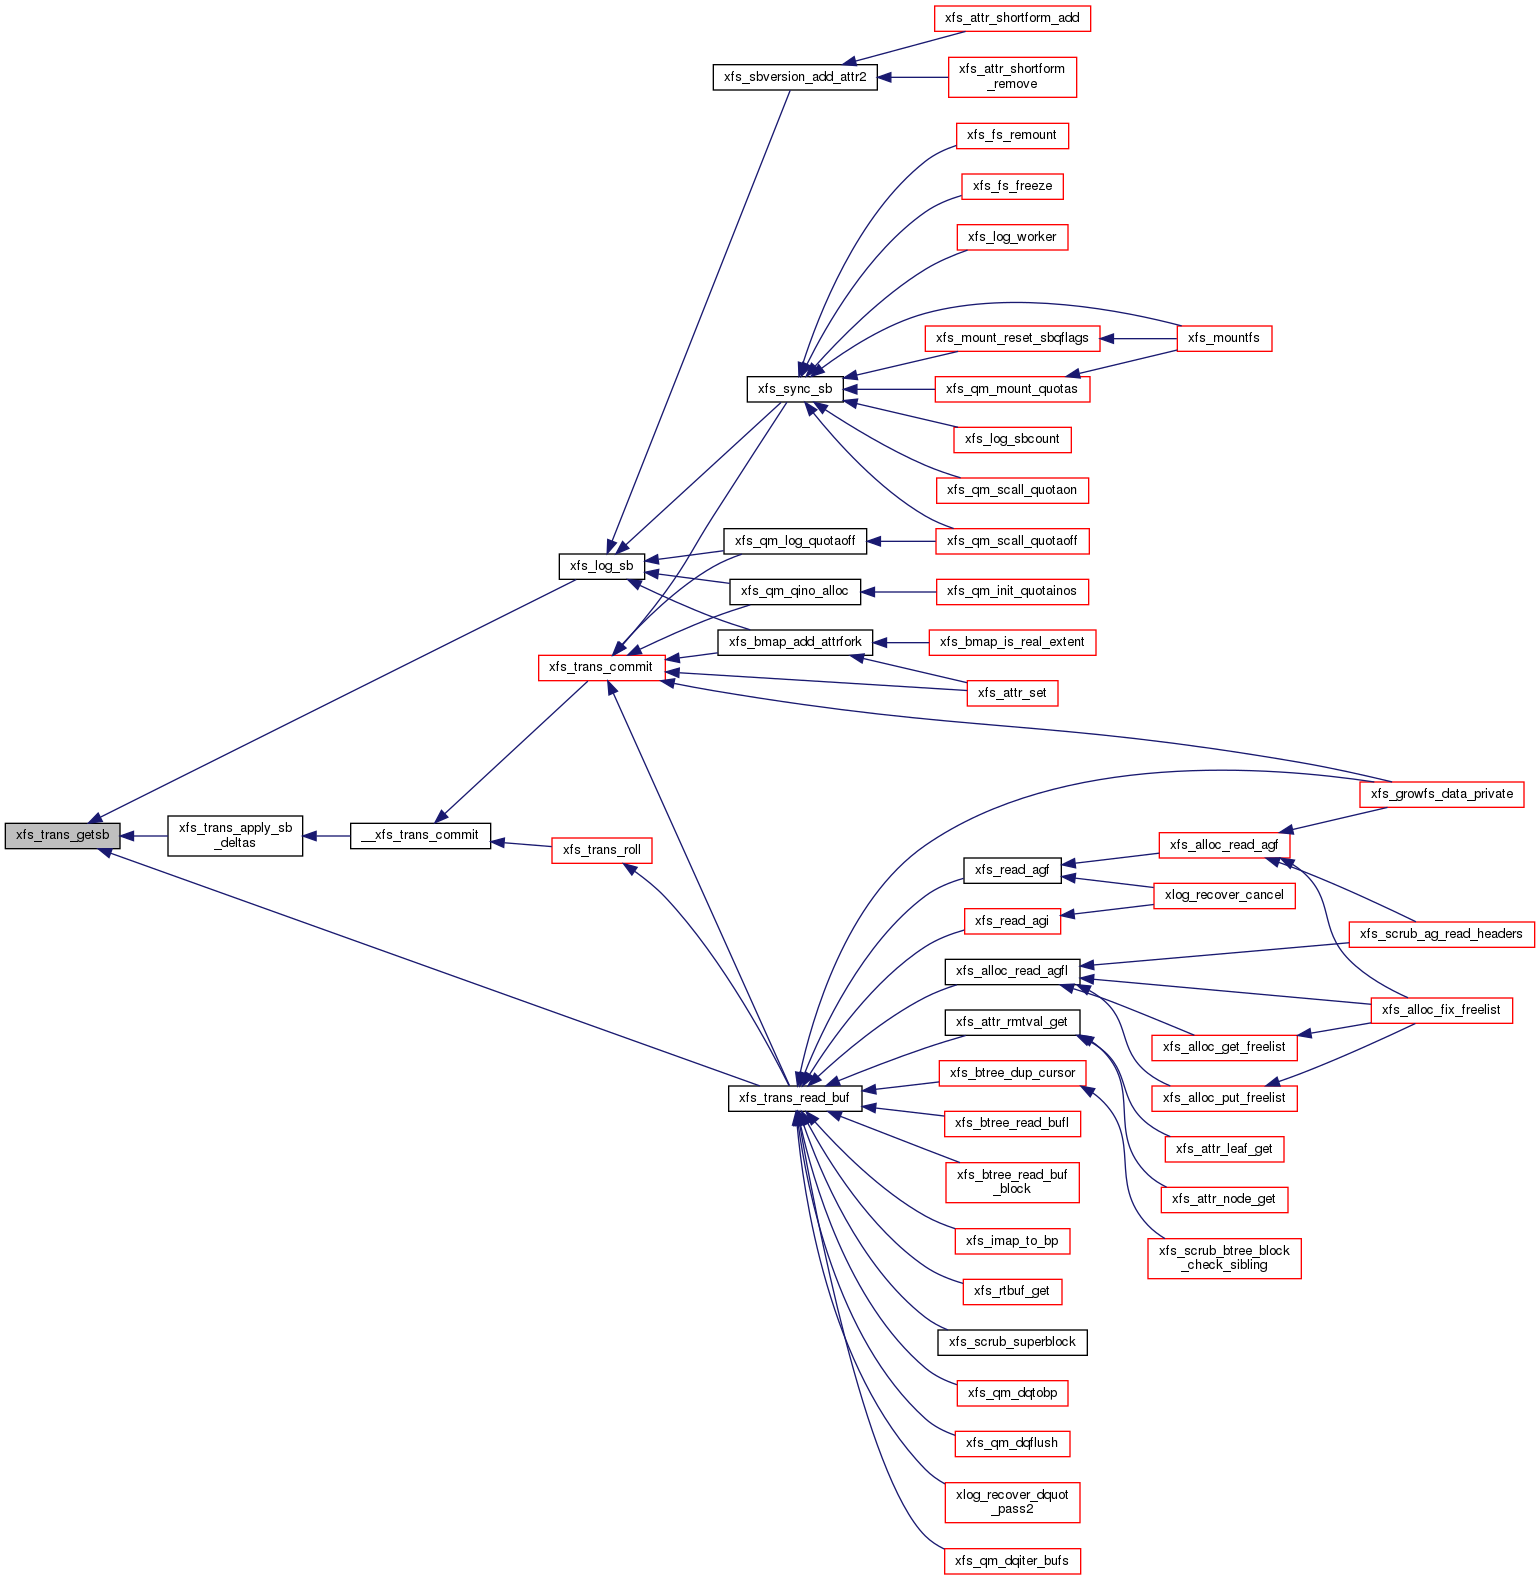 xfs_attr_shortform_add
xfs_sbversion_add_attr2
xfs_attr_shortform
_remove
xfs_fs_remount
xfs_fs_freeze
xfs_log_worker
xfs_mount_reset_sbqflags
xfs_mountfs
xfs_sync_sb
xfs_qm_mount_quotas
xfs_log_sbcount
xfs_qm_scall_quotaon
xfs_qm_log_quotaoff
xfs_qm_scall_quotaoff
xfs_log_sb
xfs_qm_qino_alloc
xfs_qm_init_quotainos
xfs_bmap_add_attrfork
xfs_bmap_is_real_extent
xfs_trans_commit
xfs_attr_set
xfs_growfs_data_private
xfs_trans_getsb
xfs_trans_apply_sb
_deltas
__xfs_trans_commit
xfs_trans_roll
xfs_alloc_read_agf
xfs_read_agf
xlog_recover_cancel
xfs_read_agi
xfs_scrub_ag_read_headers
xfs_alloc_read_agfl
xfs_alloc_fix_freelist
xfs_attr_rmtval_get
xfs_alloc_get_freelist
xfs_btree_dup_cursor
xfs_trans_read_buf
xfs_alloc_put_freelist
xfs_btree_read_bufl
xfs_attr_leaf_get
xfs_btree_read_buf
_block
xfs_attr_node_get
xfs_imap_to_bp
xfs_scrub_btree_block
_check_sibling
xfs_rtbuf_get
xfs_scrub_superblock
xfs_qm_dqtobp
xfs_qm_dqflush
xlog_recover_dquot
_pass2
xfs_qm_dqiter_bufs